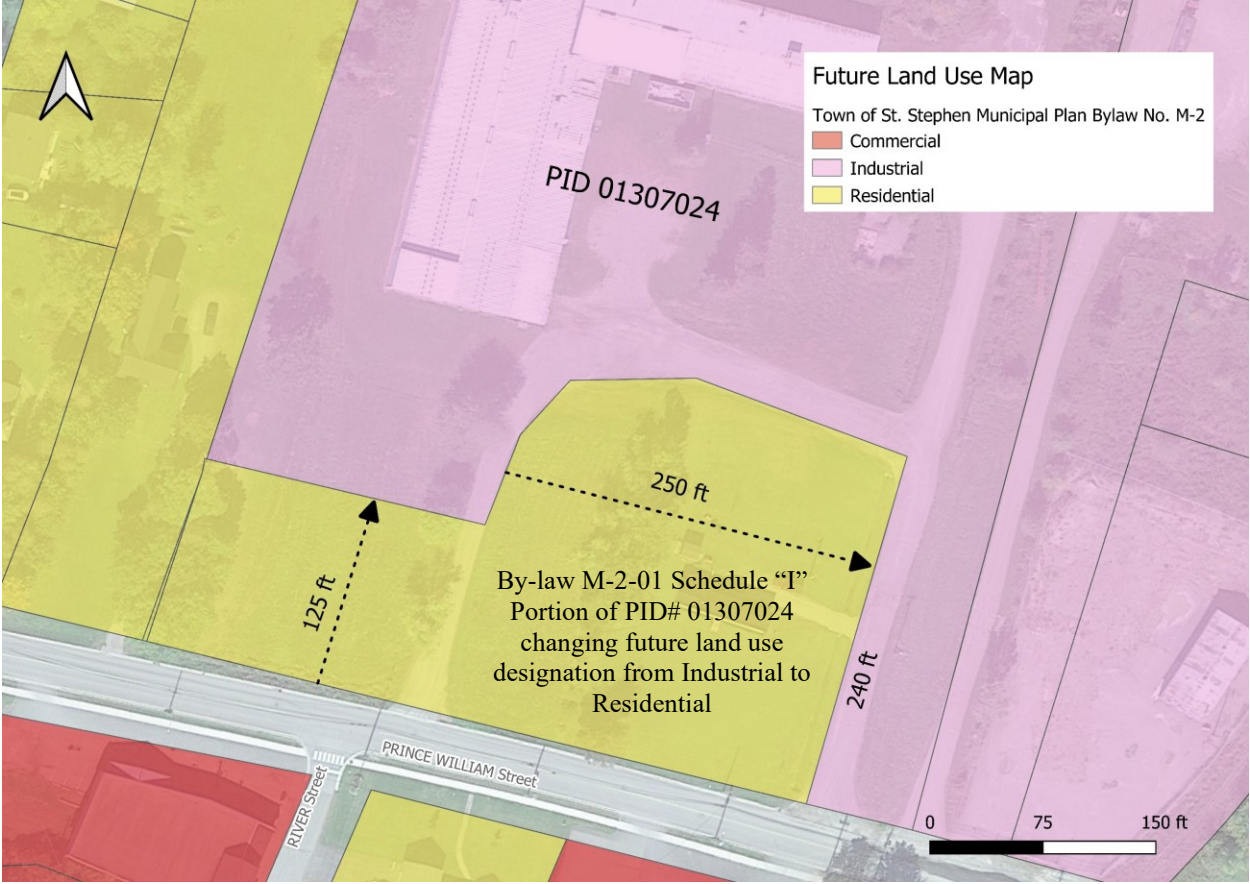 Future Land Use Map
Town of St. Stephen Municipal Plan Bylaw No. M-2
Commercial
Industrial
Residential
PID 01307024
250 ft
125 ft
By-law M-2-01 Schedule “I”
Portion of PID# 01307024
changing future land use
designation from Industrial to
Residential
240 ft
PRINCE WILLIAM Street
RIVER Street
0 75 150 ft